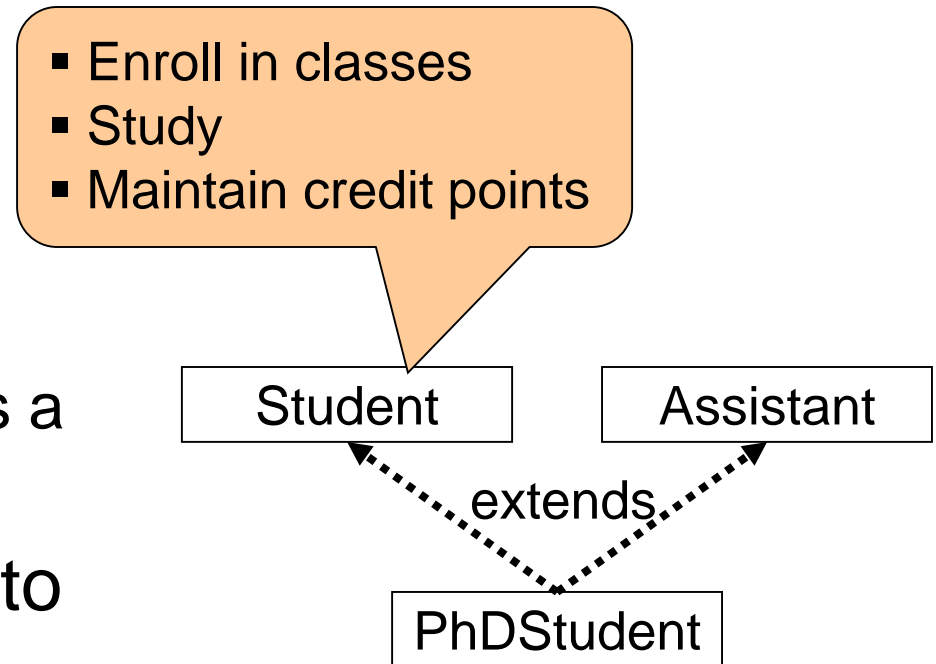 ▪ Enroll in classes
▪ Study
▪ Maintain credit points
s a
Student
Assistant
extends
to
PhDStudent